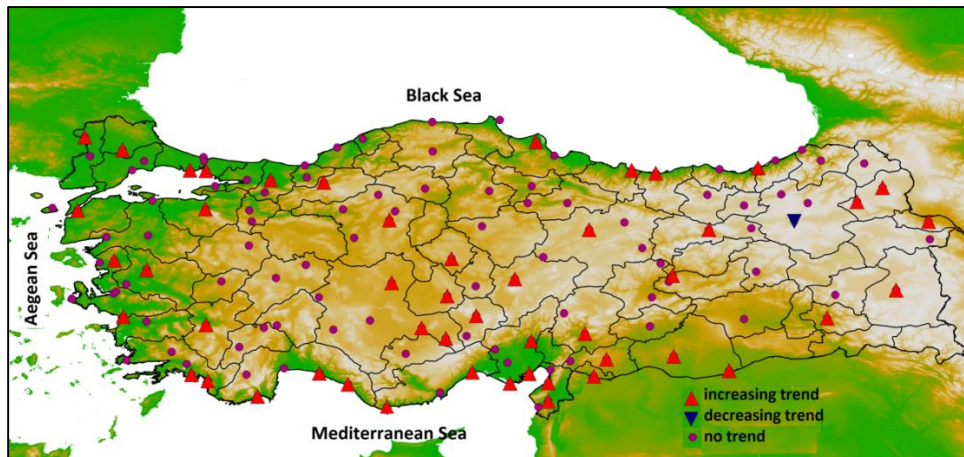 Black Sea
Aegean Sea
Mediterranean Sea
increasing trend
decreasing trend
no trend